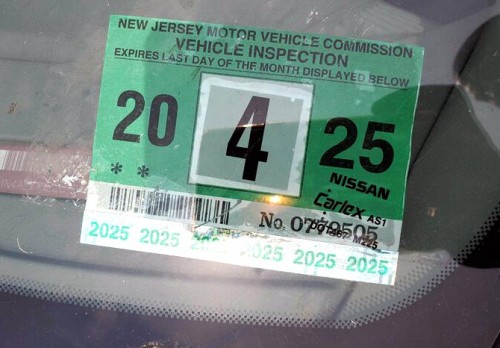 NEW JERSEY MOTOR VEHICLE COMMISSION
VEHICLE INSPECTION
EXPIRES LAST DAY OF THE MONTH DISPLAYED BELOW
20 4 25
NISSAN
* *
Carlex AS1
No.
2025 2025 2025 2025 2025 2025